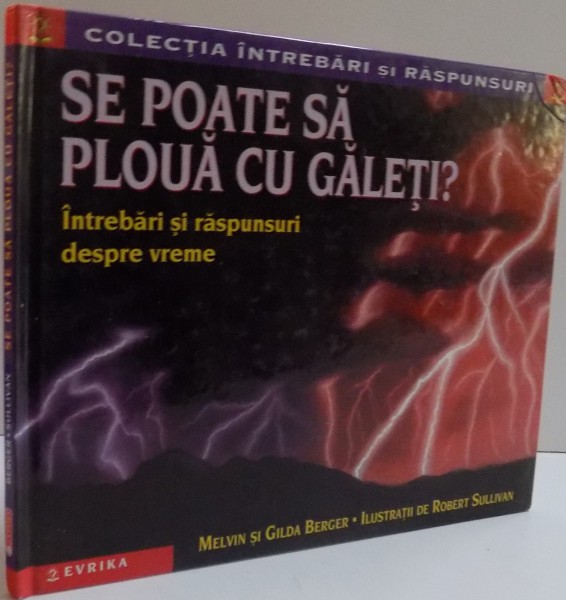 COLECȚIA ÎNTREBĂRI ȘI RĂSPUNSURI
SE POATE SĂ
PLOUĂ CU GĂLEȚI?
Întrebări și răspunsuri
despre vreme
MELVIN ȘI GILDA BERGER • ILUSTRAȚII DE ROBERT SULLIVAN
EVRIKA
SE POATE SĂ PLOUĂ CU GĂLEȚI?
BERGER • SULLIVAN